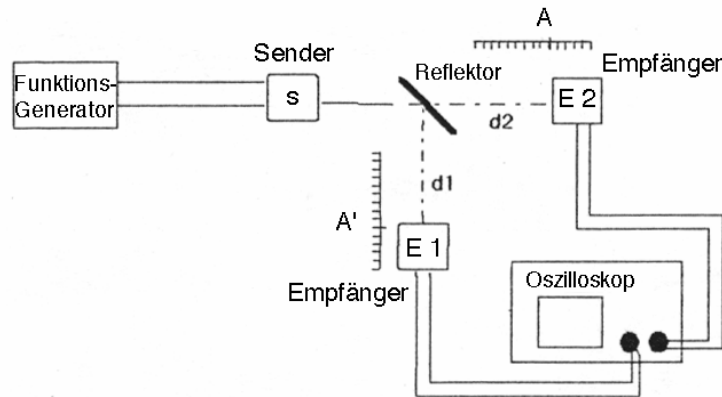 A
Sender
Empfänger
Reflektor
Funktions-
Generator
S
E 2
d2
d1
A'
E 1
Empfänger
Oszilloskop